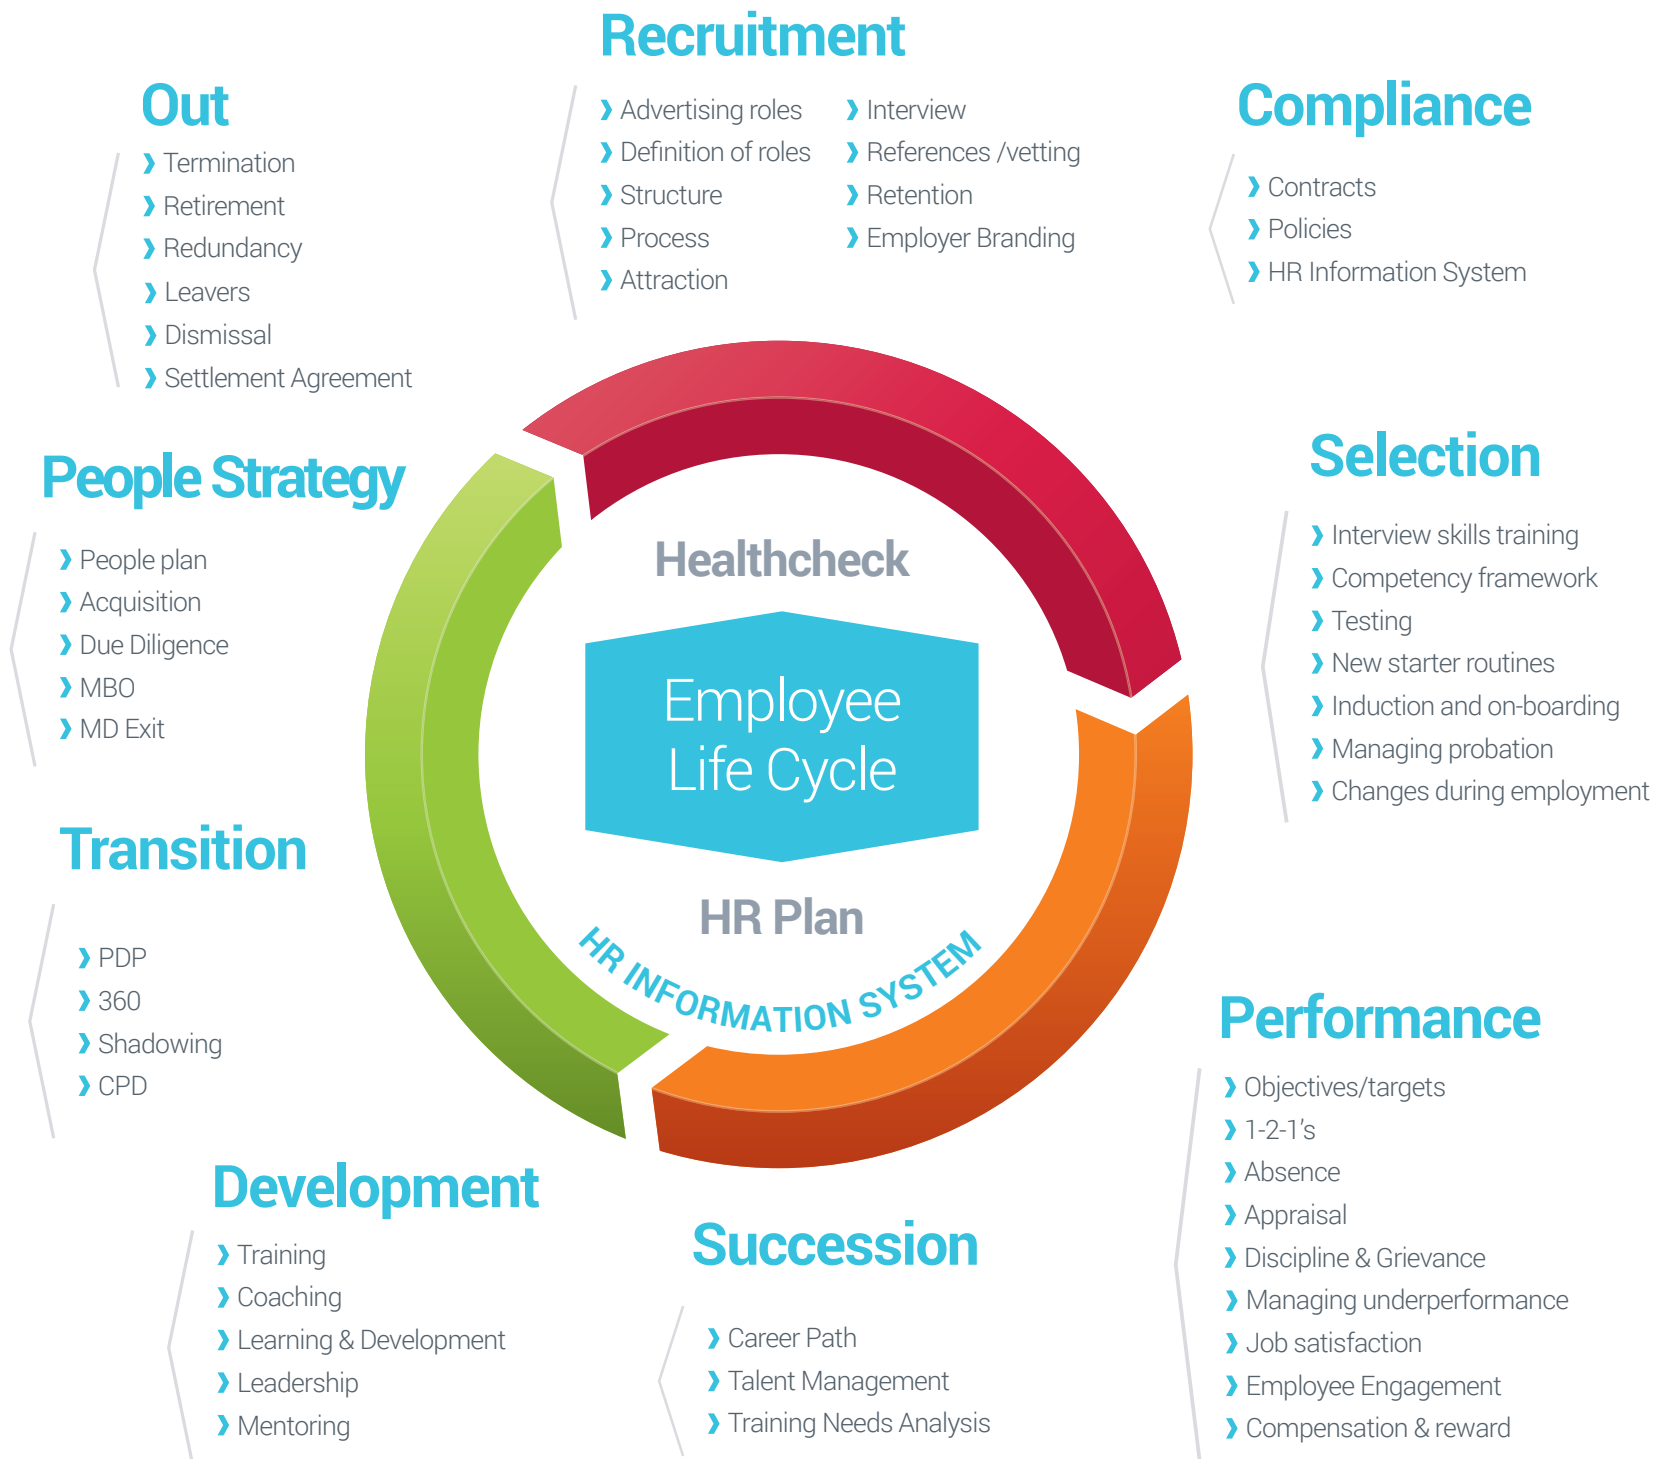 Recruitment
Advertising roles
Definition of roles
Structure
Process
Attraction
Interview
References /vetting
Retention
Employer Branding
Compliance
Contracts
Policies
HR Information System
Selection
Interview skills training
Competency framework
Testing
New starter routines
Induction and on-boarding
Managing probation
Changes during employment
Performance
Objectives/targets
1-2-1's
Absence
Appraisal
Discipline & Grievance
Managing underperformance
Job satisfaction
Employee Engagement
Compensation & reward
Succession
Career Path
Talent Management
Training Needs Analysis
Development
Training
Coaching
Learning & Development
Leadership
Mentoring
Transition
PDP
360
Shadowing
CPD
People Strategy
People plan
Acquisition
Due Diligence
MBO
MD Exit
Out
Termination
Retirement
Redundancy
Leavers
Dismissal
Settlement Agreement
Healthcheck
Employee
Life Cycle
HR Plan
HR INFORMATION SYSTEM